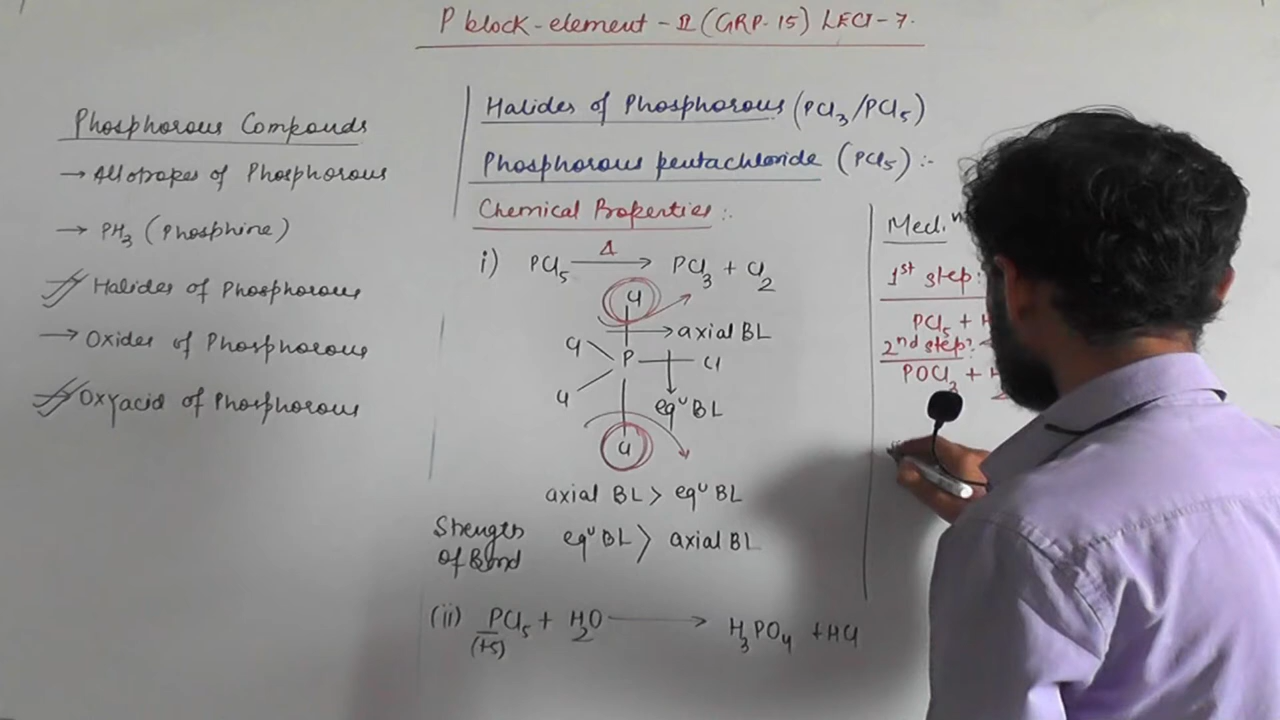 P block-element-II (GRP-15) LECT-7.
Phosphorous Compouds
→ Allotropes of Phosphorous
→ PH3 (Phosphine)
Halides of Phosphorous
→ Oxides of Phosphorous
Oxyacid of Phosphorous
Halides of Phosphorous (PCl3/PCl5)
Phosphorous pentachloride (PCl5) :-
Chemical Properties :-
i) PCl5 Δ → PCl3 + Cl2
Cl
→ axial BL
Cl P Cl
Cl
eqᵘ BL
Cl
axial BL > eqᵘ BL
Strength of Bond eqᵘ BL > axial BL
(ii) PCl5 + H2O → H3PO4 + HCl
(+5)
Mec.
1st step:
PCl5 +
2nd step:
POCl3 +